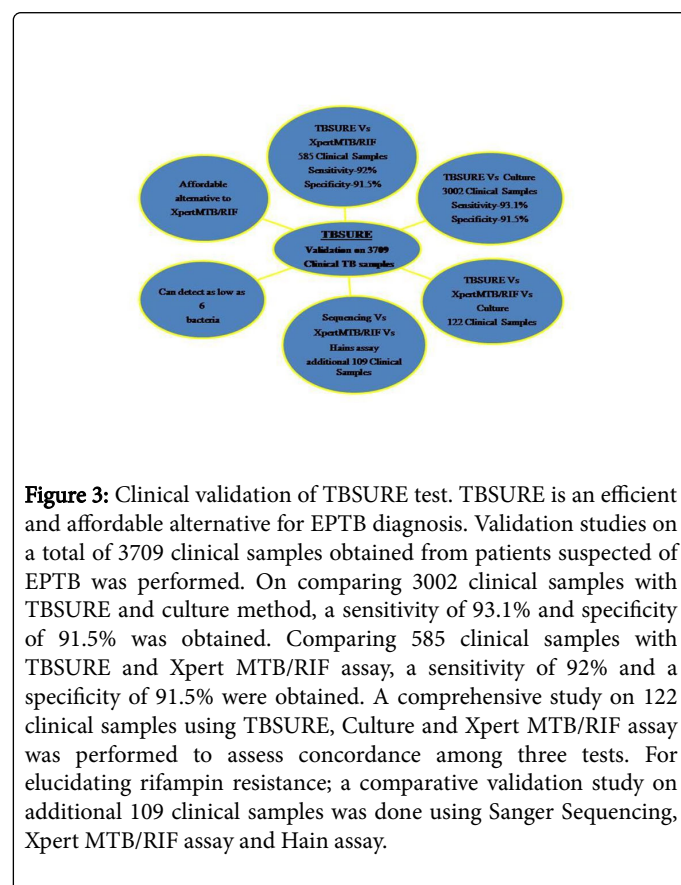 TBSURE Vs
XpertMTB/RIF
585 Clinical Samples
Sensitivity-92%
Specificity-91.5%
Affordable
alternative to
XpertMTB/RIF
TBSURE Vs Culture
3002 Clinical Samples
Sensitivity-93.1%
Specificity-91.5%
TBSURE
Validation on 3709
Clinical TB samples
Can detect as low as
6
bacteria
TBSURE Vs
XpertMTB/RIF Vs
Culture
122 Clinical Samples
Sequencing Vs
XpertMTB/RIF Vs
Hains assay
additional 109 Clinical
Samples
Figure 3: Clinical validation of TBSURE test. TBSURE is an efficient
and affordable alternative for EPTB diagnosis. Validation studies on
a total of 3709 clinical samples obtained from patients suspected of
EPTB was performed. On comparing 3002 clinical samples with
TBSURE and culture method, a sensitivity of 93.1% and specificity
of 91.5% was obtained. Comparing 585 clinical samples with
TBSURE and Xpert MTB/RIF assay, a sensitivity of 92% and a
specificity of 91.5% were obtained. A comprehensive study on 122
clinical samples using TBSURE, Culture and Xpert MTB/RIF assay
was performed to assess concordance among three tests. For
elucidating rifampin resistance; a comparative validation study on
additional 109 clinical samples was done using Sanger Sequencing,
Xpert MTB/RIF assay and Hain assay.